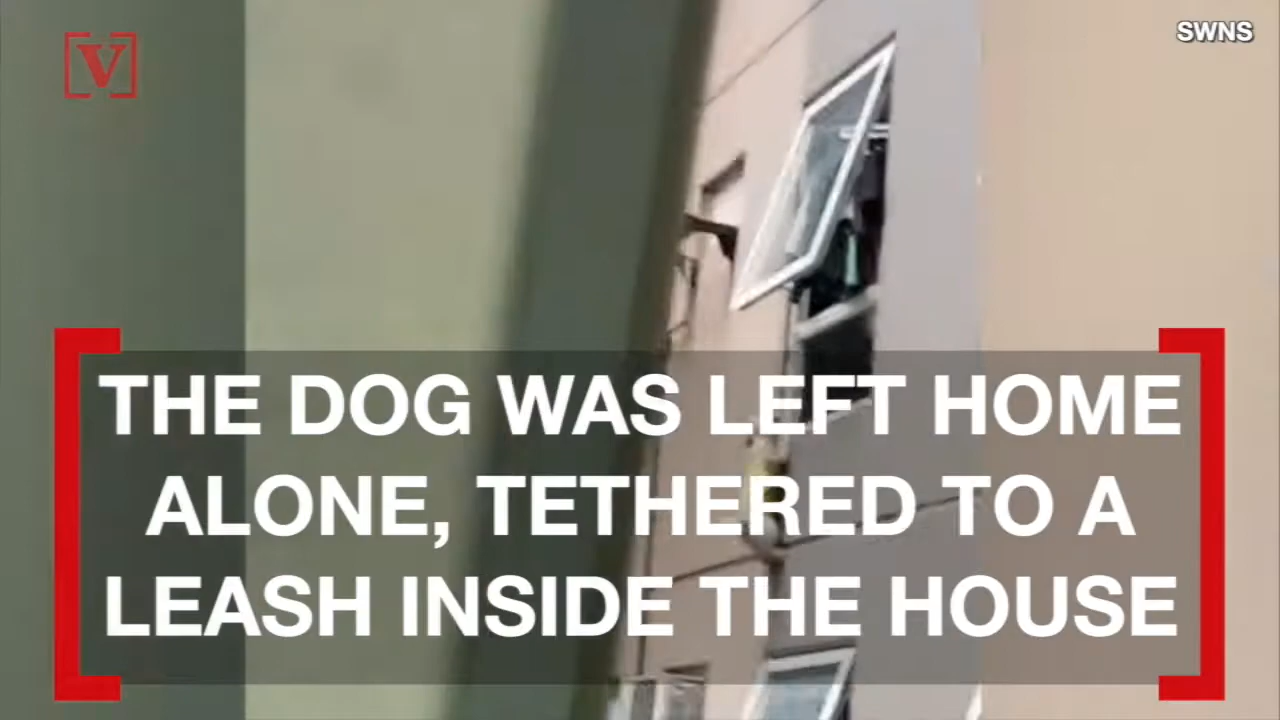 V
SWNS
THE DOG WAS LEFT HOME
ALONE, TETHERED TO A
LEASH INSIDE THE HOUSE